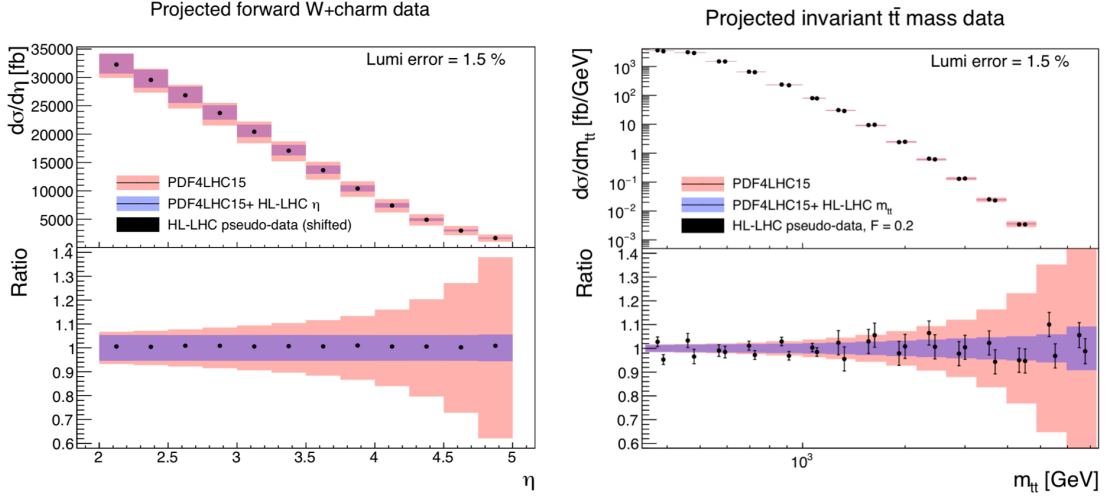 Projected forward W+charm data
dσ/dη [fb]
35000
30000
25000
20000
15000
10000
5000
Lumi error = 1.5 %
PDF4LHC15
PDF4LHC15+ HL-LHC η
HL-LHC pseudo-data (shifted)
Ratio
1.4
1.3
1.2
1.1
1
0.9
0.8
0.7
0.6
2 2.5 3 3.5 4 4.5 5
η
Projected invariant tt̄ mass data
dσ/dm_tt [fb/GeV]
10³
10²
10
1
10⁻¹
10⁻²
10⁻³
Lumi error = 1.5 %
PDF4LHC15
PDF4LHC15+ HL-LHC m_tt̄
HL-LHC pseudo-data, F = 0.2
Ratio
1.4
1.3
1.2
1.1
1
0.9
0.8
0.7
0.6
10³
m_tt̄ [GeV]